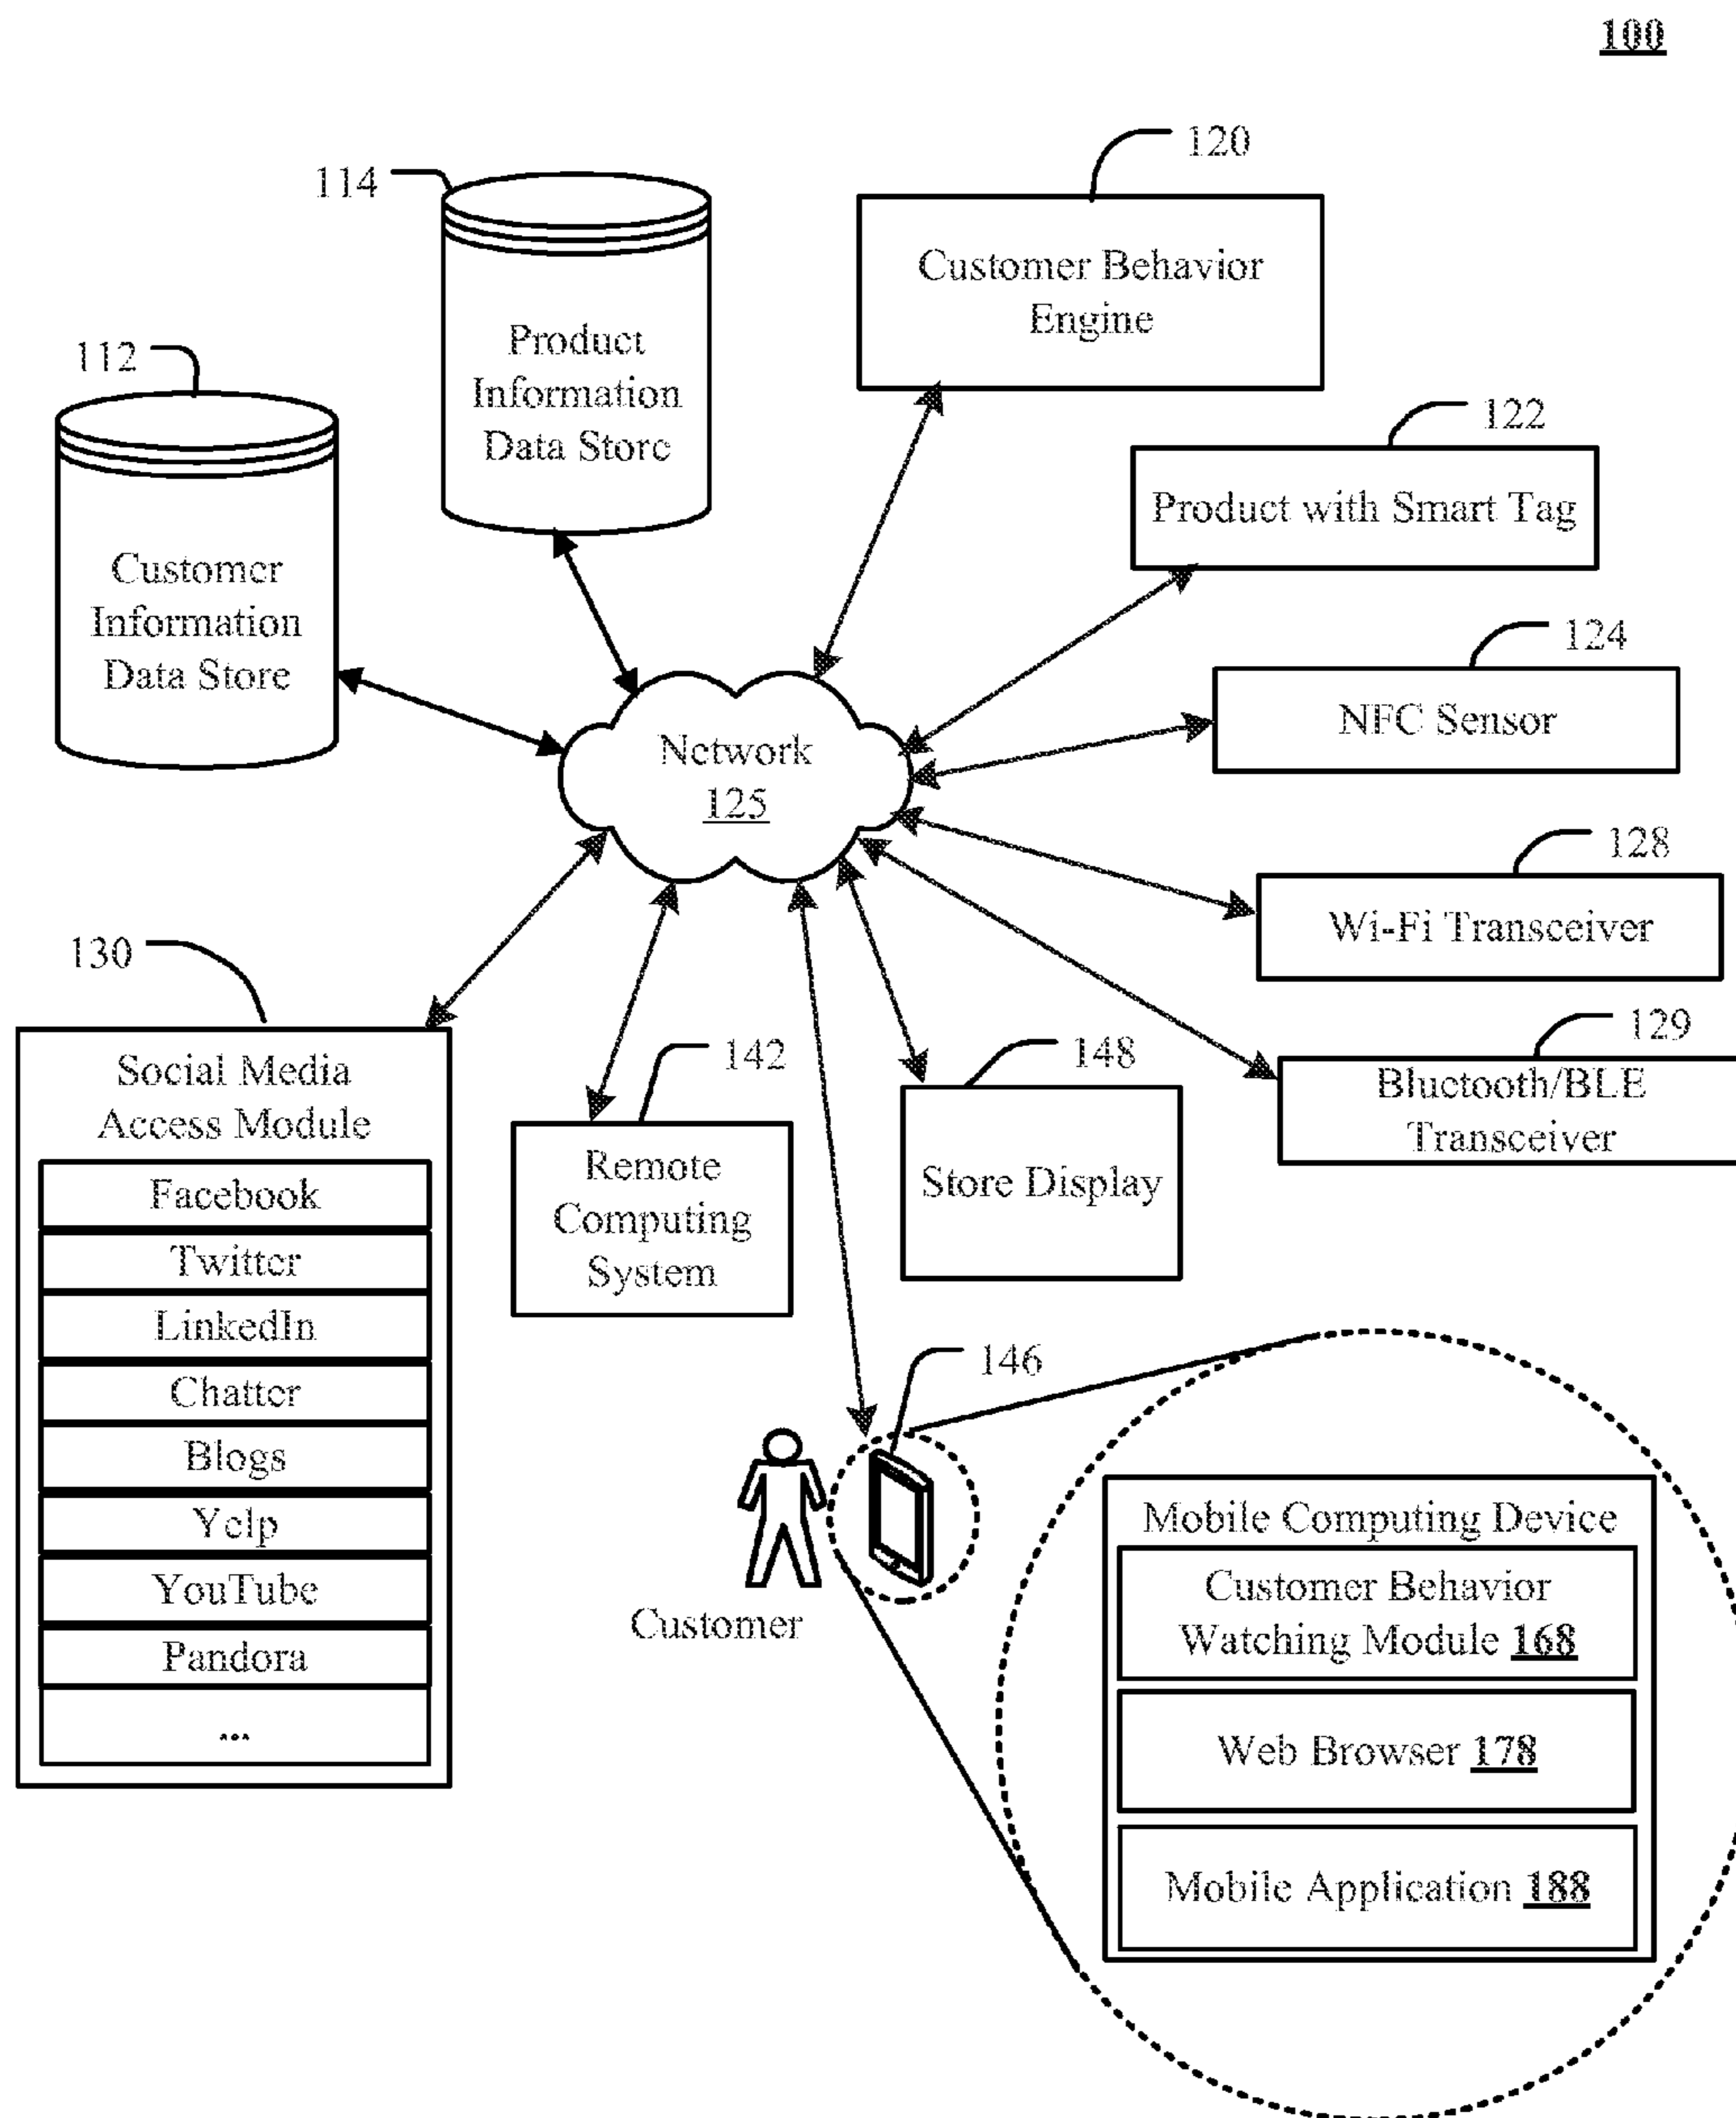 100
120
Customer Behavior
Engine
114
Product
Information
Data Store
112
Customer
Information
Data Store
122
Product with Smart Tag
124
NFC Sensor
Network
125
128
Wi-Fi Transceiver
129
Bluetooth/BLE
Transceiver
130
Social Media
Access Module
Facebook
Twitter
LinkedIn
Chatter
Blogs
Yelp
YouTube
Pandora
...
142
Remote
Computing
System
148
Store Display
146
Customer
Mobile Computing Device
Customer Behavior
Watching Module 168
Web Browser 178
Mobile Application 188